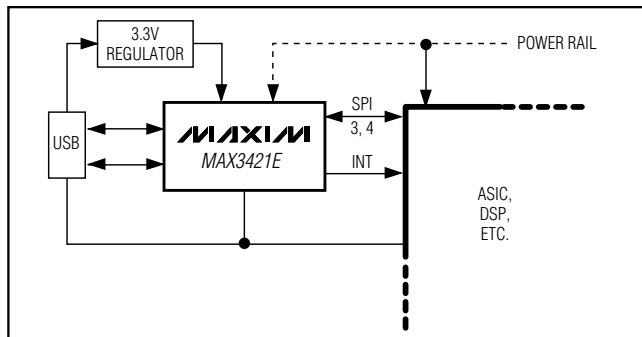 3.3V
REGULATOR
POWER RAIL
USB
MAXIM
MAX3421E
SPI
3, 4
INT
ASIC,
DSP,
ETC.